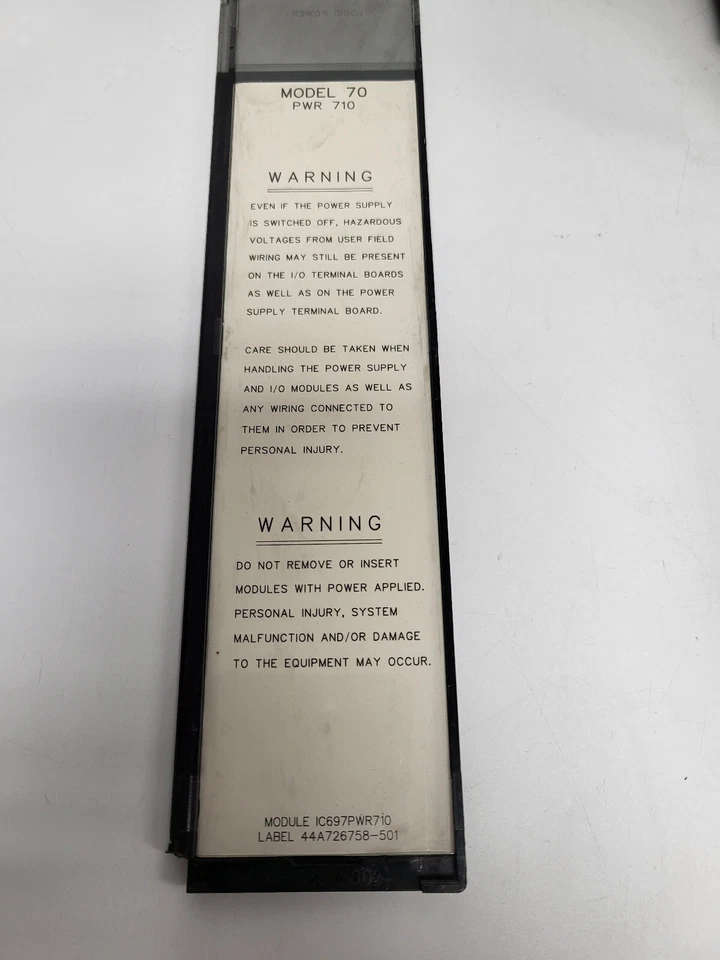 LOGIC POWER
MODEL 70
PWR 710
WARNING
EVEN IF THE POWER SUPPLY
IS SWITCHED OFF, HAZARDOUS
VOLTAGES FROM USER FIELD
WIRING MAY STILL BE PRESENT
ON THE I/O TERMINAL BOARDS
AS WELL AS ON THE POWER
SUPPLY TERMINAL BOARD.
CARE SHOULD BE TAKEN WHEN
HANDLING THE POWER SUPPLY
AND I/O MODULES AS WELL AS
ANY WIRING CONNECTED TO
THEM IN ORDER TO PREVENT
PERSONAL INJURY.
WARNING
DO NOT REMOVE OR INSERT
MODULES WITH POWER APPLIED.
PERSONAL INJURY, SYSTEM
MALFUNCTION AND/OR DAMAGE
TO THE EQUIPMENT MAY OCCUR.
MODULE IC697PWR710
LABEL 44A726758-501